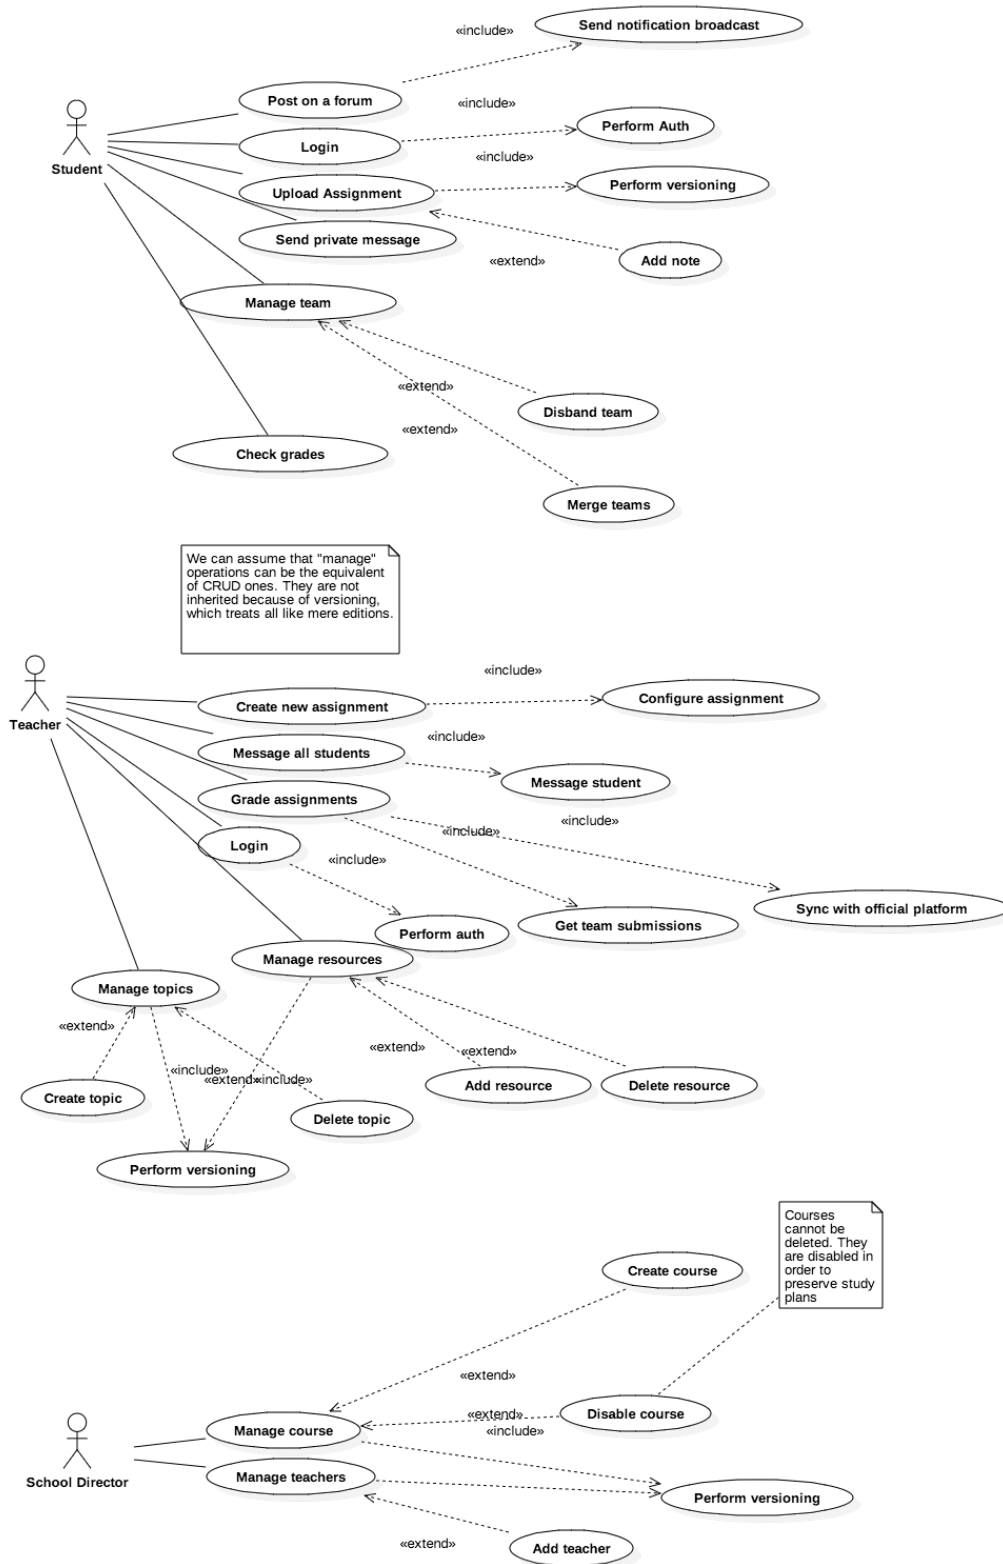 «include»
Send notification broadcast
Post on a forum
«include»
Perform Auth
Student
Login
«include»
Upload Assignment
Perform versioning
Send private message
«extend»
Add note
Manage team
«extend»
Disband team
«extend»
Check grades
Merge teams
We can assume that "manage"
operations can be the equivalent
of CRUD ones. They are not
inherited because of versioning,
which treats all like mere editions.
Teacher
«include»
Create new assignment
Configure assignment
Message all students
«include»
Message student
Grade assignments
«include»
«include»
Login
«include»
Sync with official platform
Perform auth
Get team submissions
Manage resources
Manage topics
«extend»
«extend»
«extend»
«include»
«extend»
«include»
Create topic
Add resource
Delete resource
Delete topic
Perform versioning
Courses
cannot be
deleted. They
are disabled in
order to
preserve study
plans
Create course
«extend»
School Director
Manage course
«extend»
Disable course
«include»
Manage teachers
Perform versioning
«extend»
Add teacher